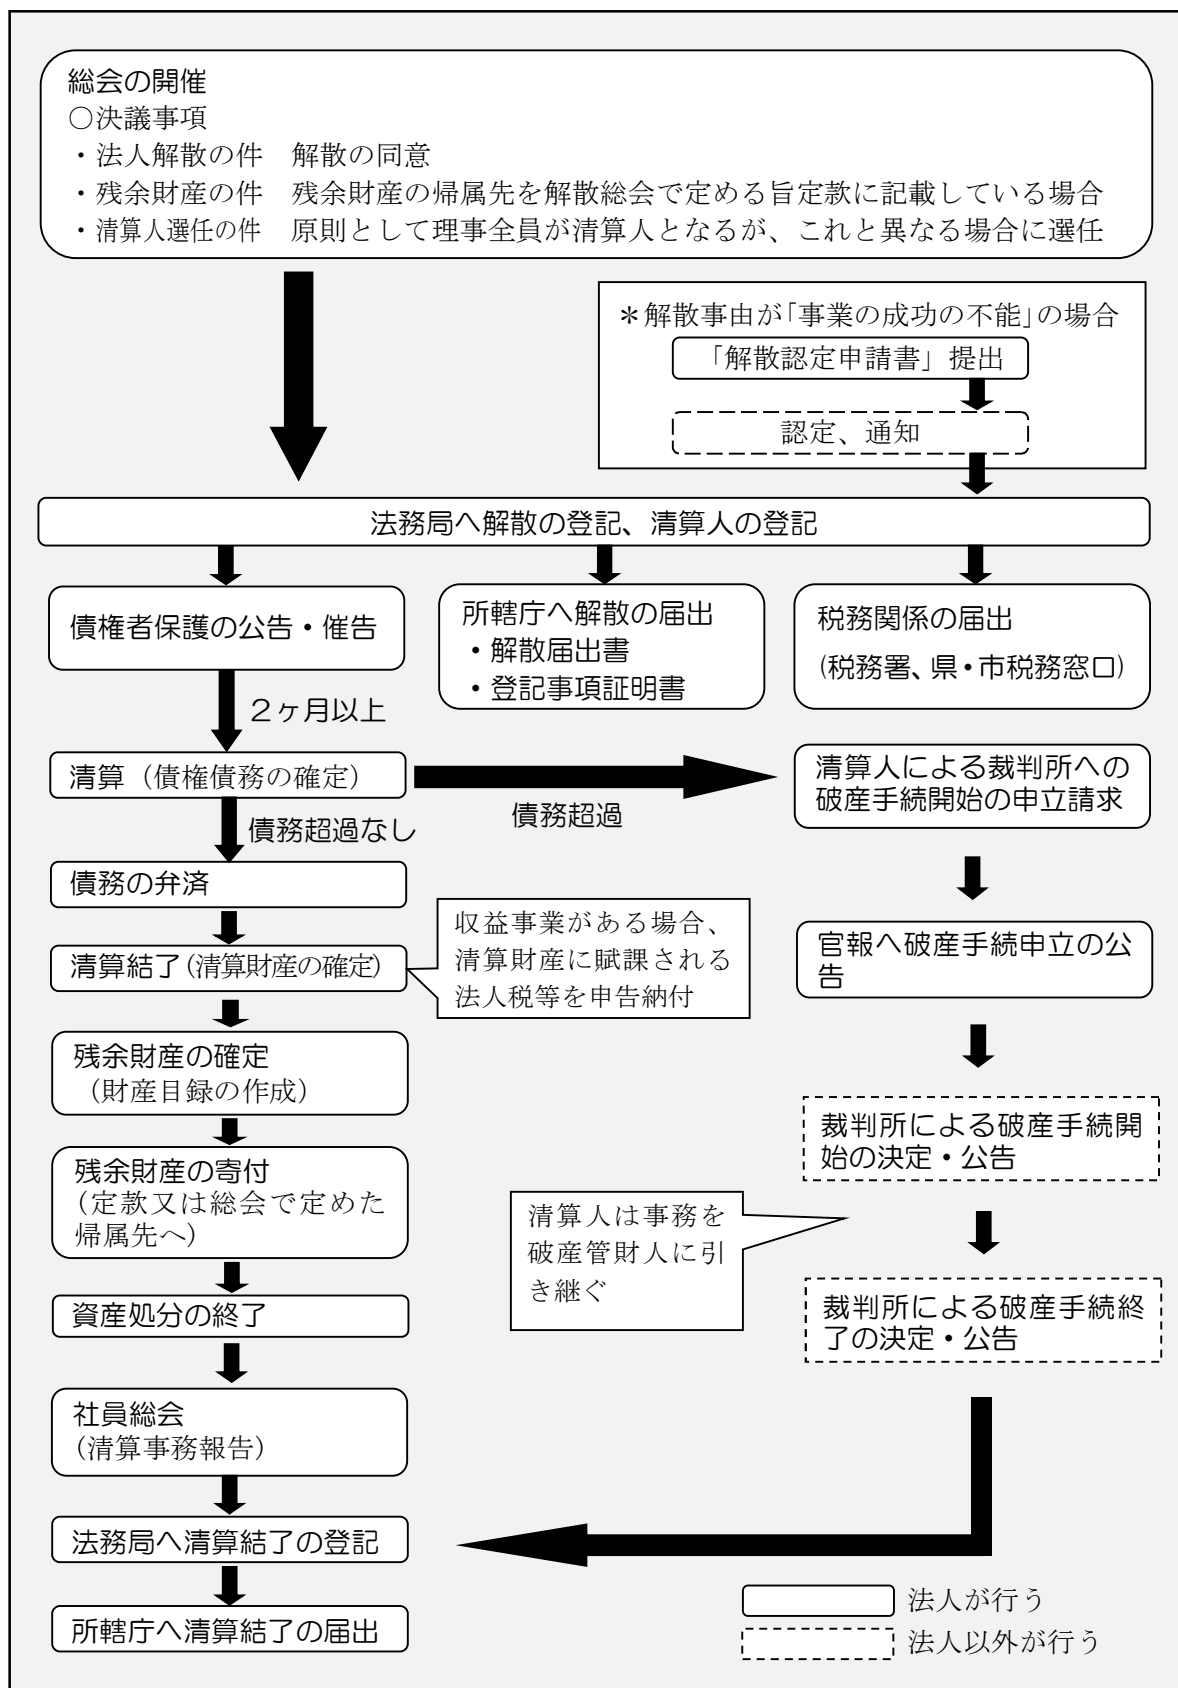 総会の開催
○決議事項
・法人解散の件　解散の同意
・残余財産の件　残余財産の帰属先を解散総会で定める旨定款に記載している場合
・清算人選任の件　原則として理事全員が清算人となるが、これと異なる場合に選任
＊解散事由が「事業の成功の不能」の場合
「解散認定申請書」提出
認定、通知
法務局へ解散の登記、清算人の登記
債権者保護の公告・催告
所轄庁へ解散の届出
・解散届出書
・登記事項証明書
税務関係の届出
(税務署、県・市税務窓口)
２ヶ月以上
清算（債権債務の確定）
債務超過
清算人による裁判所への
破産手続開始の申立請求
債務超過なし
債務の弁済
清算結了(清算財産の確定)
収益事業がある場合、
清算財産に賦課される
法人税等を申告納付
官報へ破産手続申立の公
告
残余財産の確定
（財産目録の作成）
裁判所による破産手続開
始の決定・公告
残余財産の寄付
(定款又は総会で定めた
帰属先へ)
清算人は事務を
破産管財人に引
き継ぐ
資産処分の終了
裁判所による破産手続終
了の決定・公告
社員総会
(清算事務報告)
法務局へ清算結了の登記
所轄庁へ清算結了の届出
法人が行う
法人以外が行う